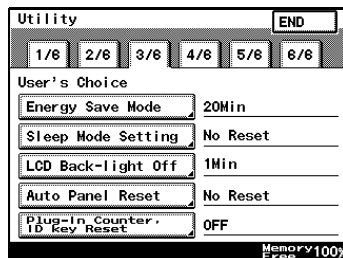 Utility
END
1/6 2/6 3/6 4/6 5/6 6/6
User's Choice
Energy Save Mode 20Min
Sleep Mode Setting No Reset
LCD Back-light Off 1Min
Auto Panel Reset No Reset
Plug-In Counter,
ID key Reset OFF
Memory 100%
Free